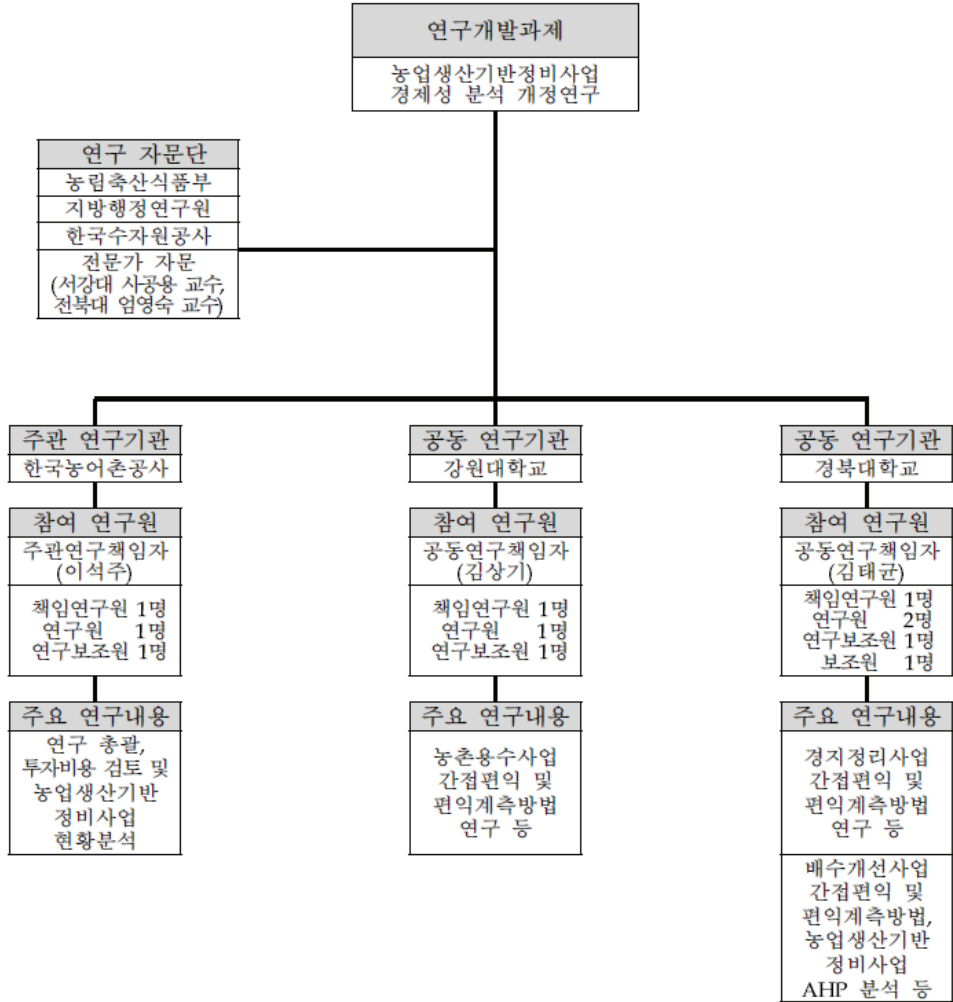 연구개발과제
농업생산기반정비사업
경제성 분석 개정연구
연구 자문단
농림축산식품부
지방행정연구원
한국수자원공사
전문가 자문
(서강대 사공용 교수,
전북대 엄영숙 교수)
주관 연구기관
한국농어촌공사
참여 연구원
주관연구책임자
(이석주)
책임연구원 1명
연구원 1명
연구보조원 1명
주요 연구내용
연구 총괄,
투자비용 검토 및
농업생산기반
정비사업
현황분석
공동 연구기관
강원대학교
참여 연구원
공동연구책임자
(김상기)
책임연구원 1명
연구원 1명
연구보조원 1명
주요 연구내용
농촌용수사업
간접편익 및
편익계측방법
연구 등
공동 연구기관
경북대학교
참여 연구원
공동연구책임자
(김태균)
책임연구원 1명
연구원 2명
연구보조원 1명
보조원 1명
주요 연구내용
경지정리사업
간접편익 및
편익계측방법
연구 등
배수개선사업
간접편익 및
편익계측방법,
농업생산기반
정비사업
AHP 분석 등